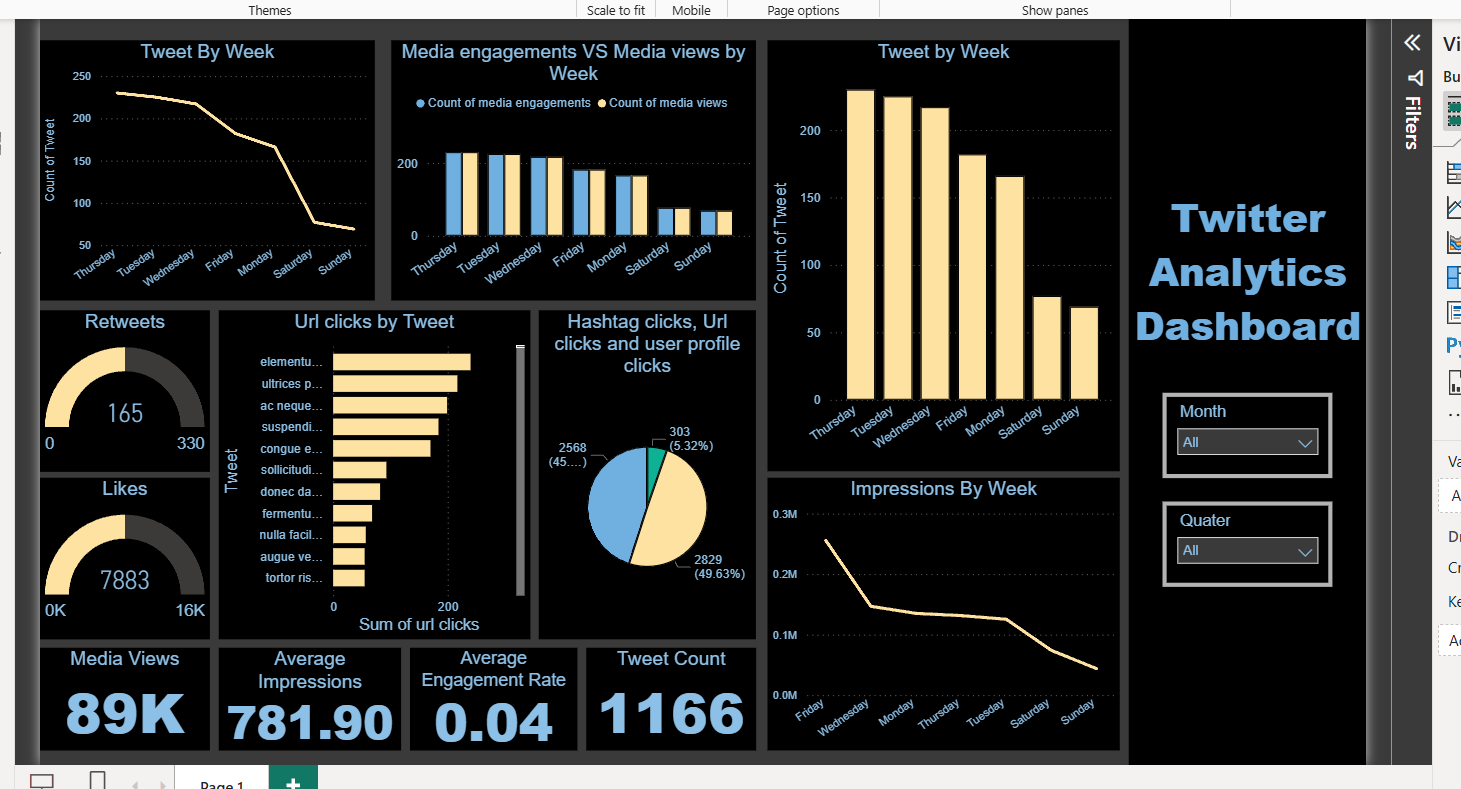 Themes
Scale to fit
Mobile
Page options
Show panes
Tweet By Week
250
200
150
100
50
Count of Tweet
Thursday
Tuesday
Wednesday
Friday
Monday
Saturday
Sunday
Media engagements VS Media views by
Week
Count of media engagements
Count of media views
200
0
Thursday
Tuesday
Wednesday
Friday
Monday
Saturday
Sunday
Tweet by Week
200
150
100
50
0
Count of Tweet
Thursday
Tuesday
Wednesday
Friday
Monday
Saturday
Sunday
Twitter
Analytics
Dashboard
Month
All
Quater
All
Filters
Retweets
165
0
330
Likes
7883
0K
16K
Url clicks by Tweet
Tweet
elementu...
ultrices p...
ac neque...
suspendi...
congue e...
sollicitudi...
donec da...
fermentu...
nulla facil...
augue ve...
tortor ris...
0
200
Sum of url clicks
Hashtag clicks, Url
clicks and user profile
clicks
303
(5.32%)
2568
(45....)
2829
(49.63%)
Impressions By Week
0.3M
0.2M
0.1M
0.0M
Friday
Wednesday
Monday
Thursday
Tuesday
Saturday
Sunday
Media Views
89K
Average
Impressions
781.90
Average
Engagement Rate
0.04
Tweet Count
1166
Page 1